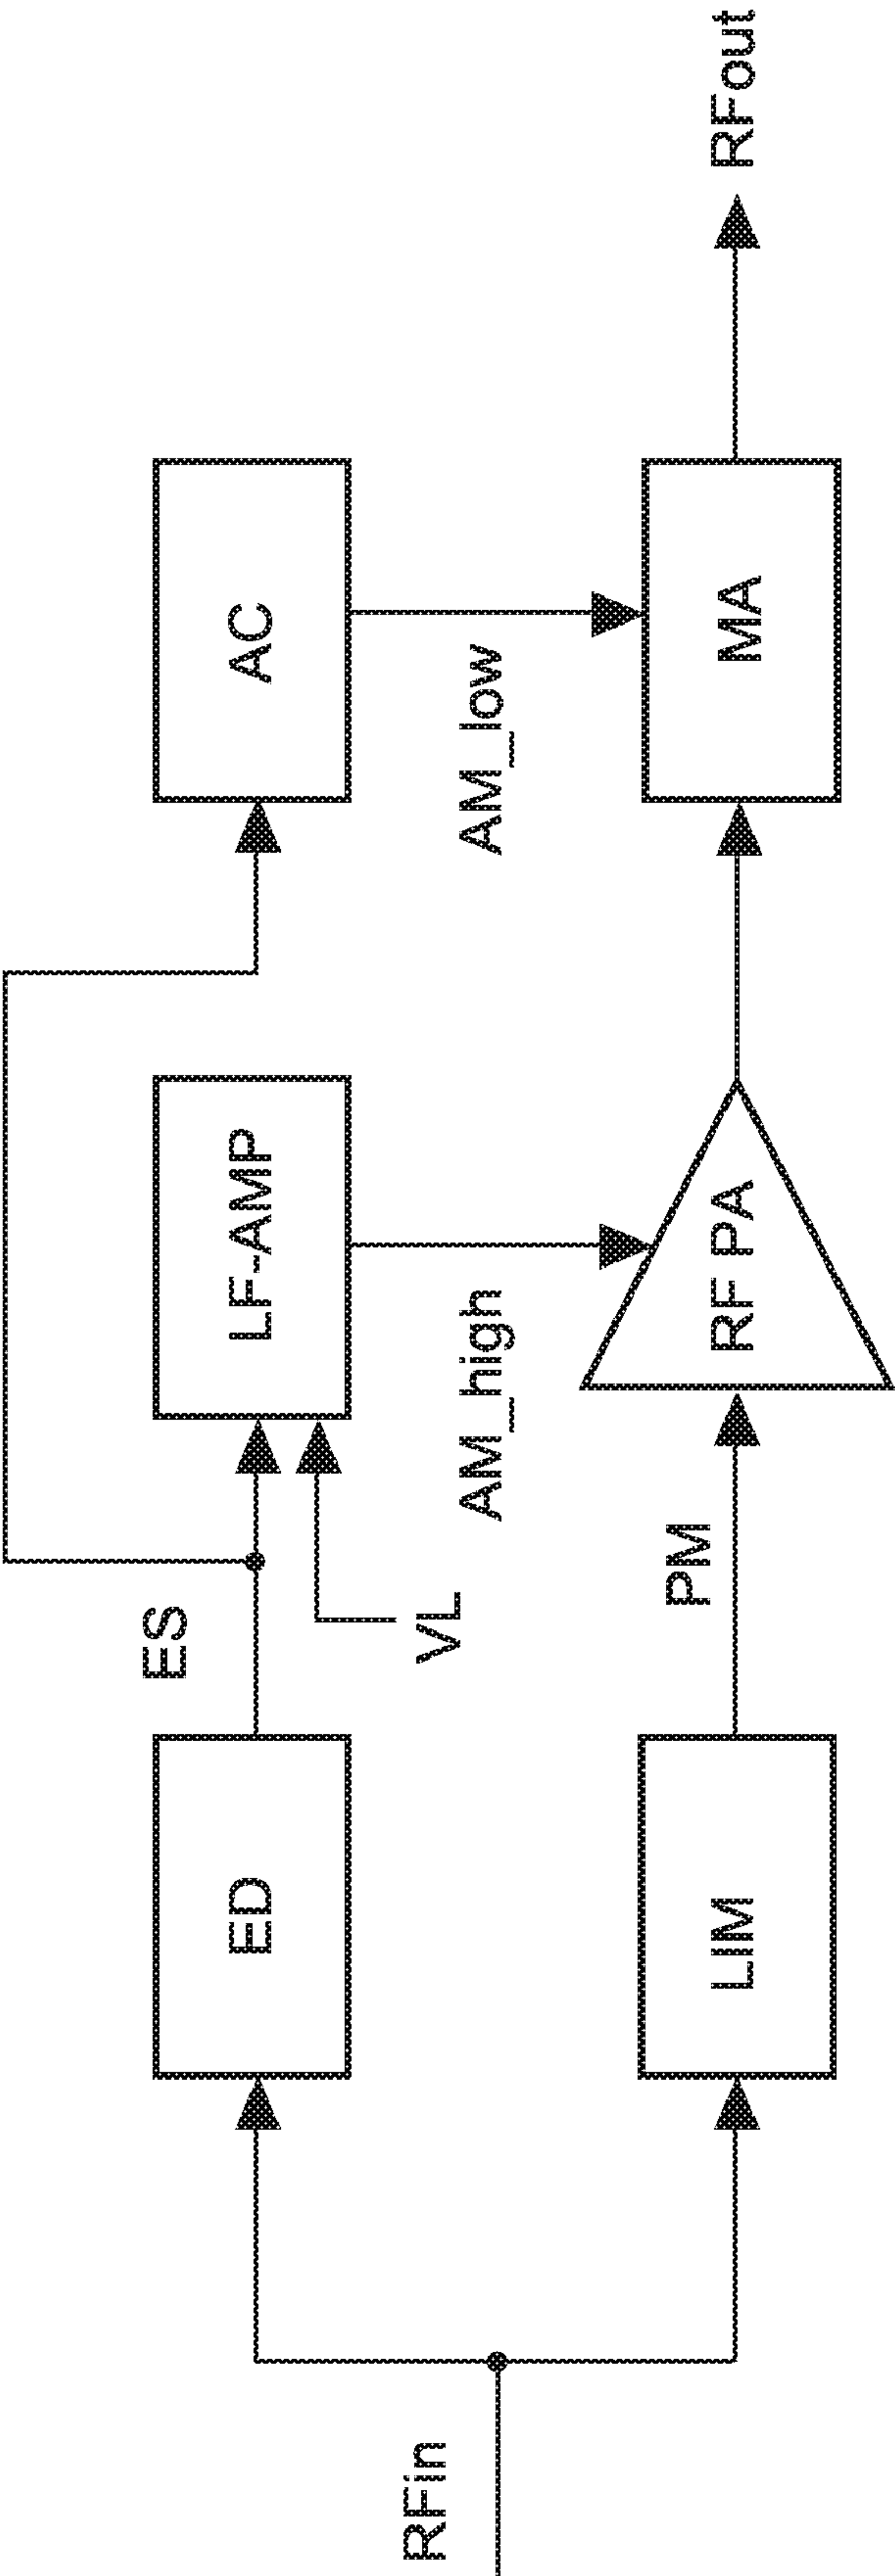 RFin
ED
ES
VL
LF-AMP
AC
AM_high
AM_low
LIM
PM
RF PA
MA
RFout